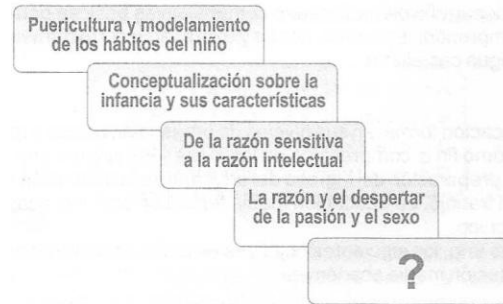 Puericultura y modelamiento
de los hábitos del niño
Conceptualización sobre la
infancia y sus características
De la razón sensitiva
a la razón intelectual
La razón y el despertar
de la pasión y el sexo
?